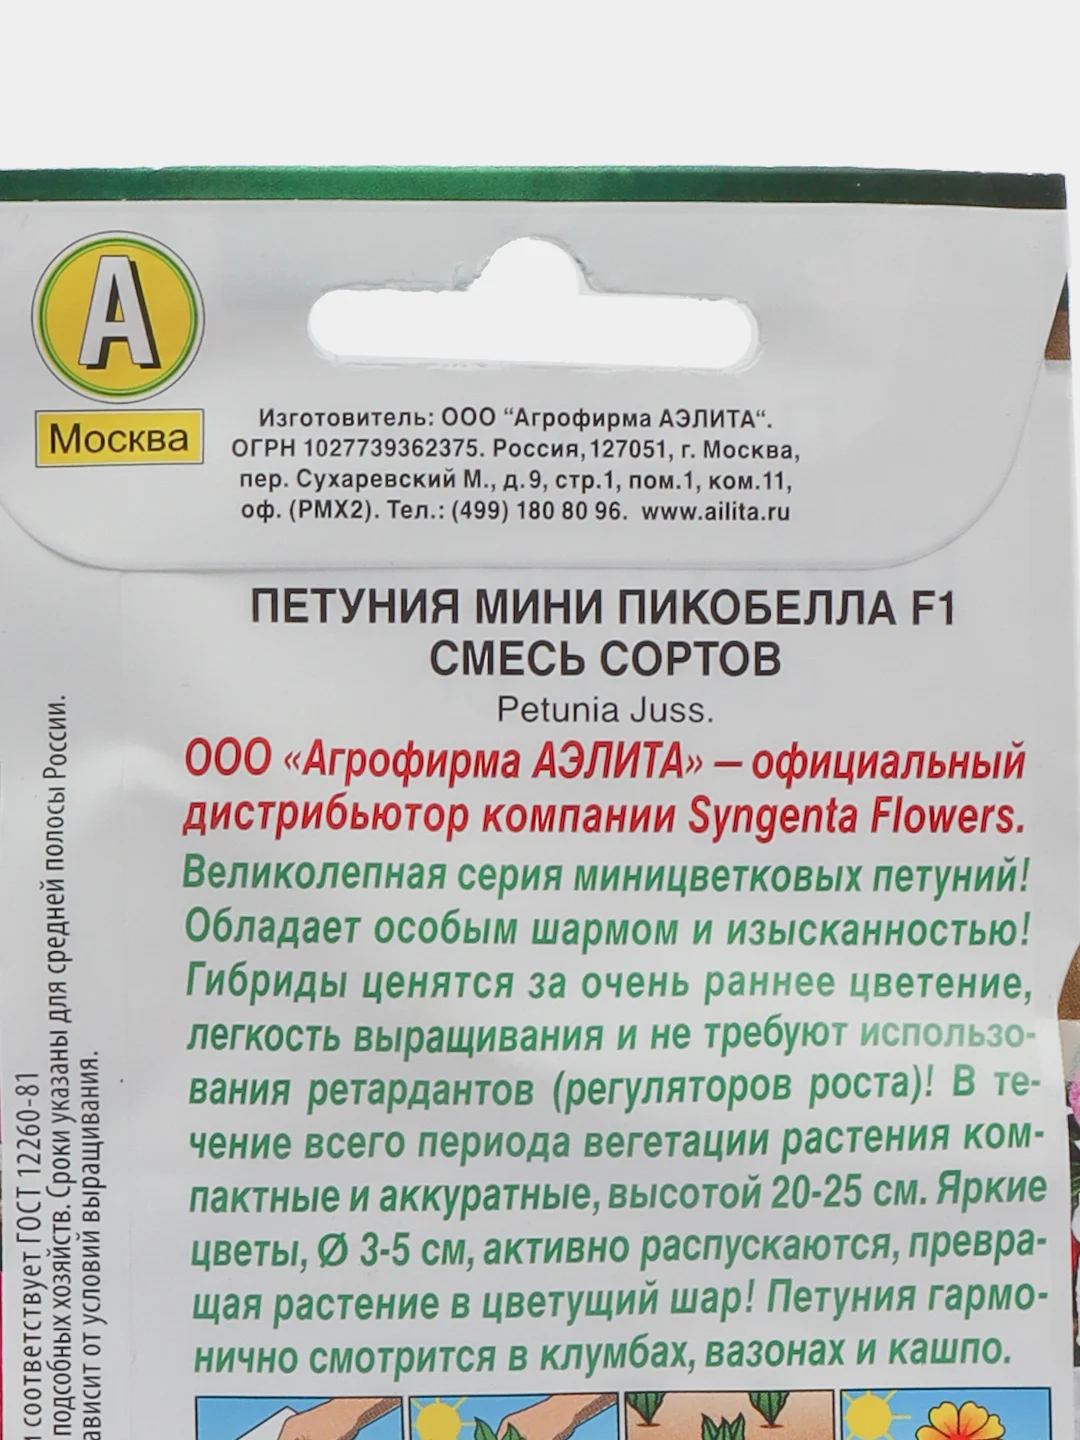 А
Москва
Изготовитель: ООО “Агрофирма АЭЛИТА“.
ОГРН 1027739362375. Россия, 127051, г. Москва,
пер. Сухаревский М., д.9, стр.1, пом.1, ком.11,
оф. (РМХ2). Тел.: (499) 180 80 96. www.ailita.ru
ПЕТУНИЯ МИНИ ПИКОБЕЛЛА F1
СМЕСЬ СОРТОВ
Petunia Juss.
ООО «Агрофирма АЭЛИТА» — официальный
дистрибьютор компании Syngenta Flowers.
Великолепная серия миницветковых петуний!
Обладает особым шармом и изысканностью!
Гибриды ценятся за очень раннее цветение,
легкость выращивания и не требуют использо-
вания ретардантов (регуляторов роста)! В те-
чение всего периода вегетации растения ком-
пактные и аккуратные, высотой 20-25 см. Яркие
цветы, Ø 3-5 см, активно распускаются, превра-
щая растение в цветущий шар! Петуния гармо-
нично смотрится в клумбах, вазонах и кашпо.
соответствует ГОСТ 12260-81
подсобных хозяйств. Сроки указаны для средней полосы России.
от условий выращивания.